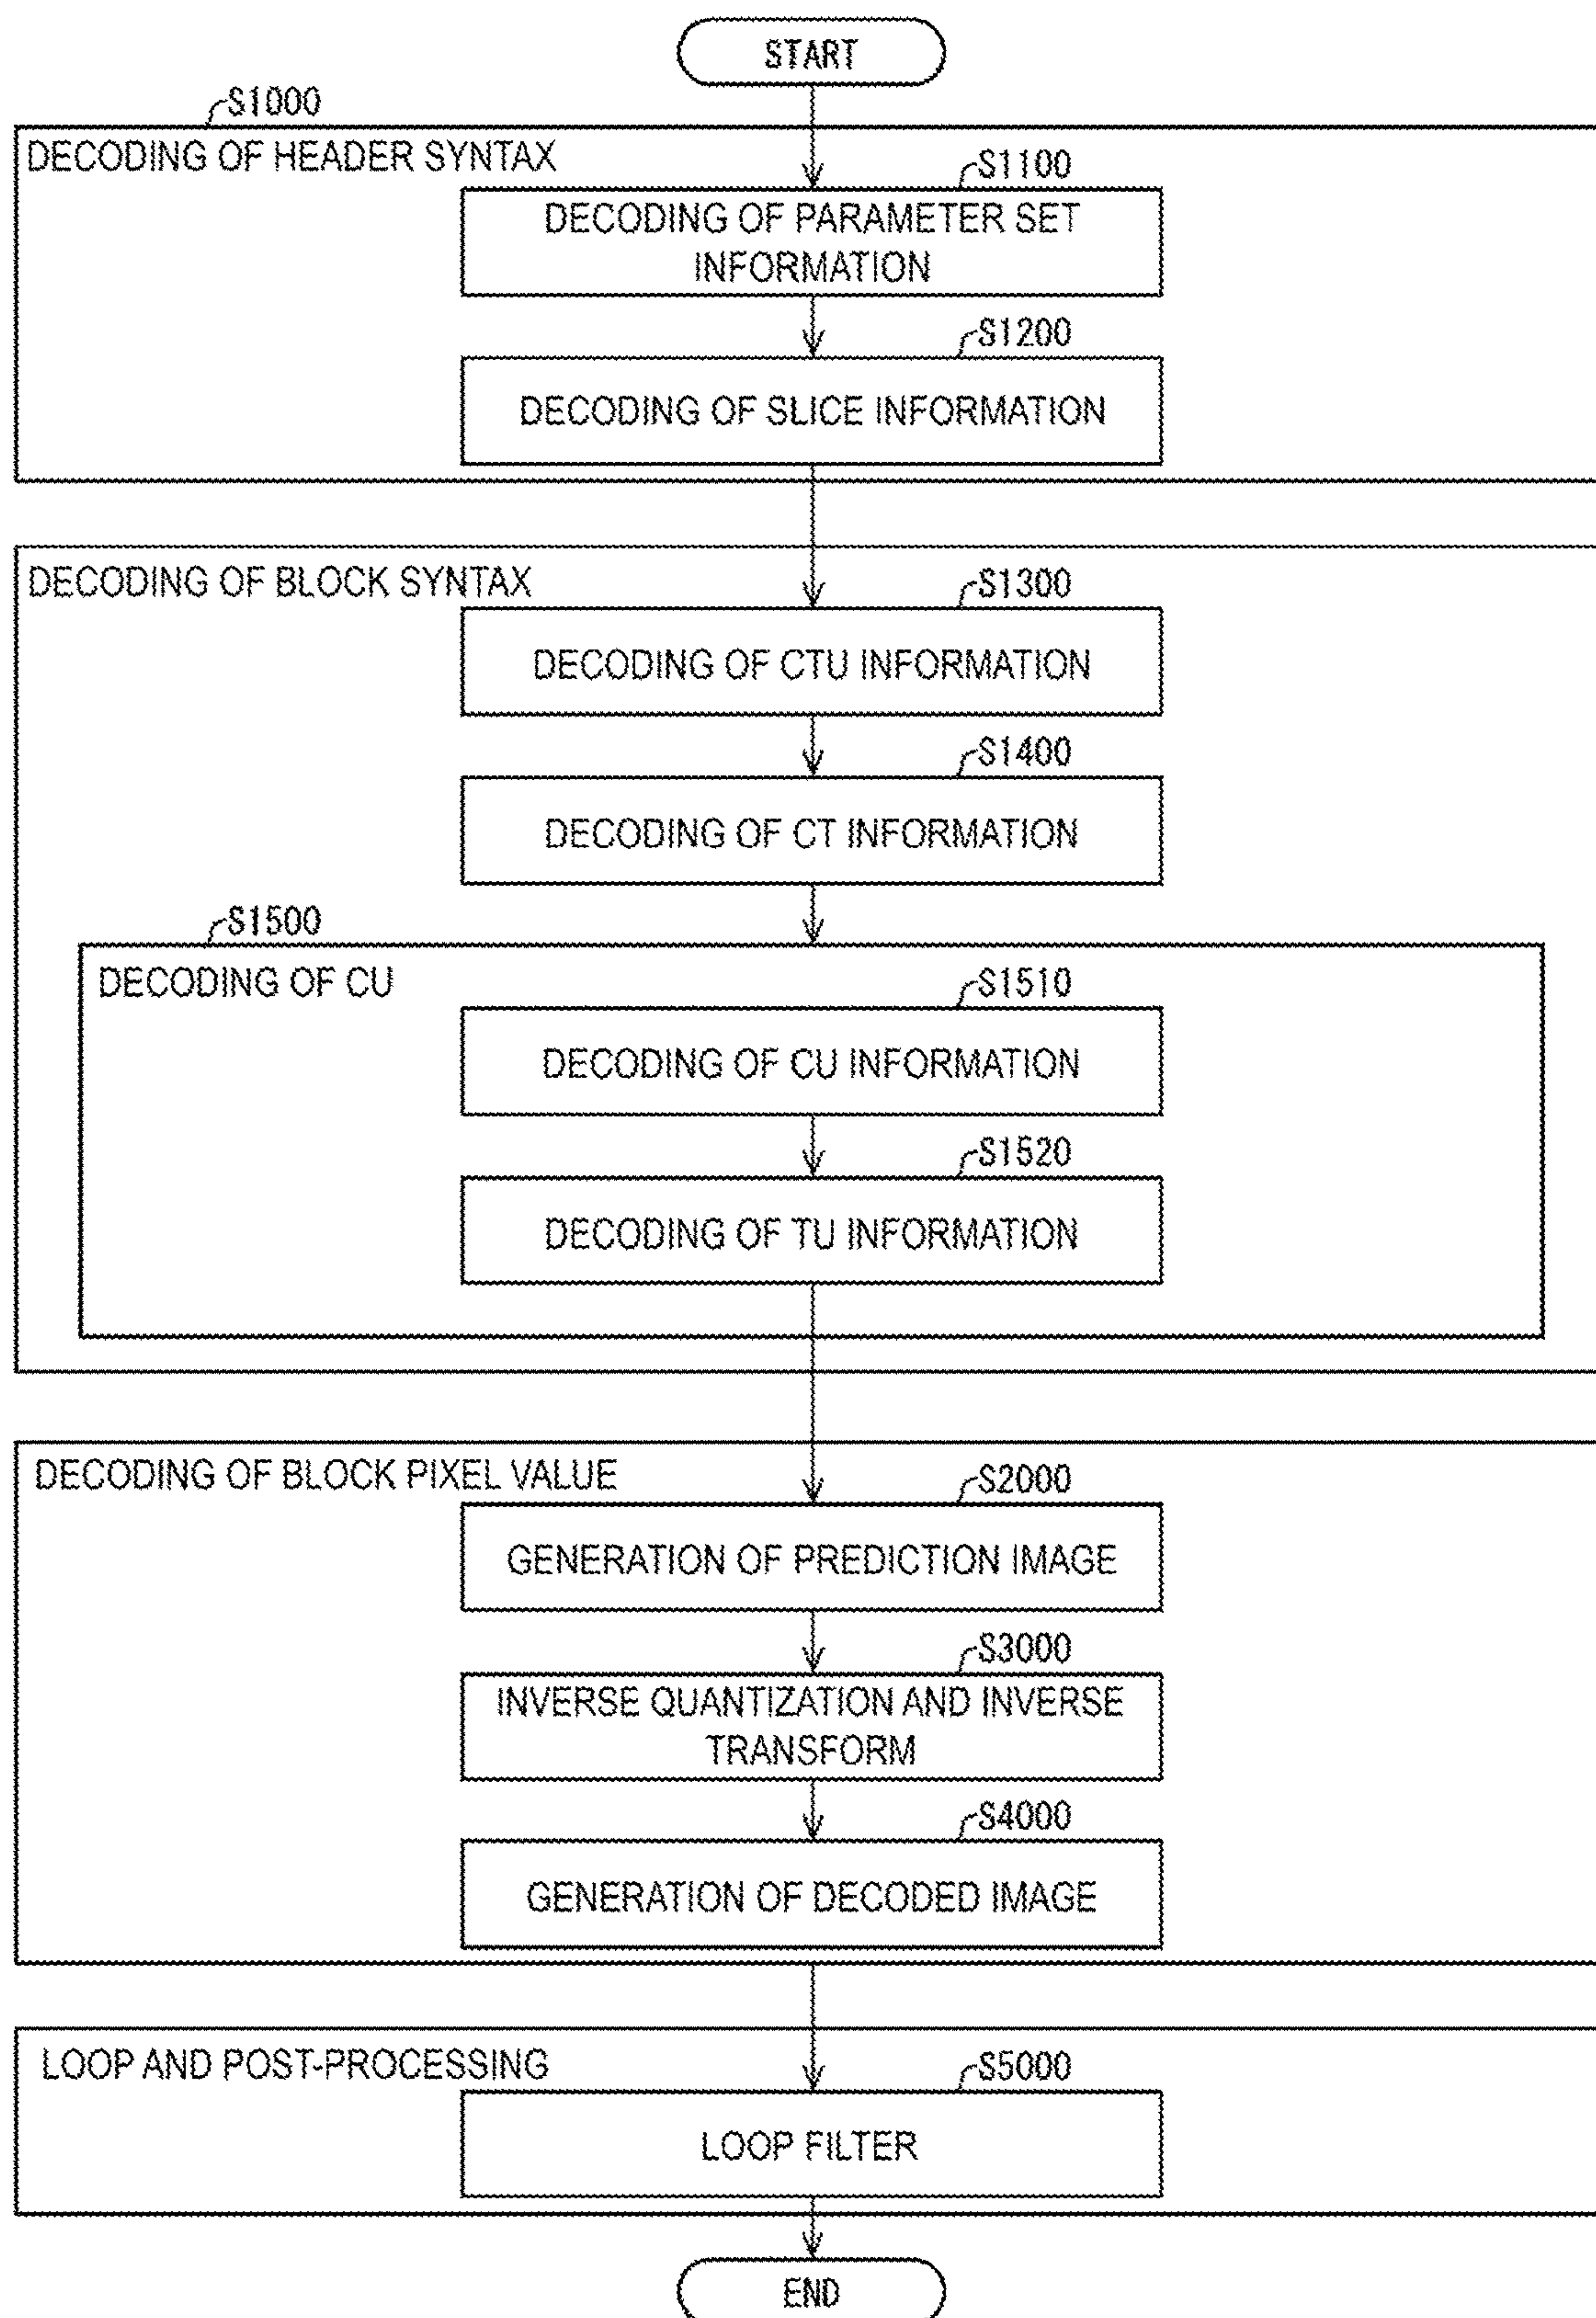 START
S1000
DECODING OF HEADER SYNTAX
S1100
DECODING OF PARAMETER SET
INFORMATION
S1200
DECODING OF SLICE INFORMATION
DECODING OF BLOCK SYNTAX
S1300
DECODING OF CTU INFORMATION
S1400
DECODING OF CT INFORMATION
S1500
DECODING OF CU
S1510
DECODING OF CU INFORMATION
S1520
DECODING OF TU INFORMATION
DECODING OF BLOCK PIXEL VALUE
S2000
GENERATION OF PREDICTION IMAGE
S3000
INVERSE QUANTIZATION AND INVERSE
TRANSFORM
S4000
GENERATION OF DECODED IMAGE
LOOP AND POST-PROCESSING
S5000
LOOP FILTER
END